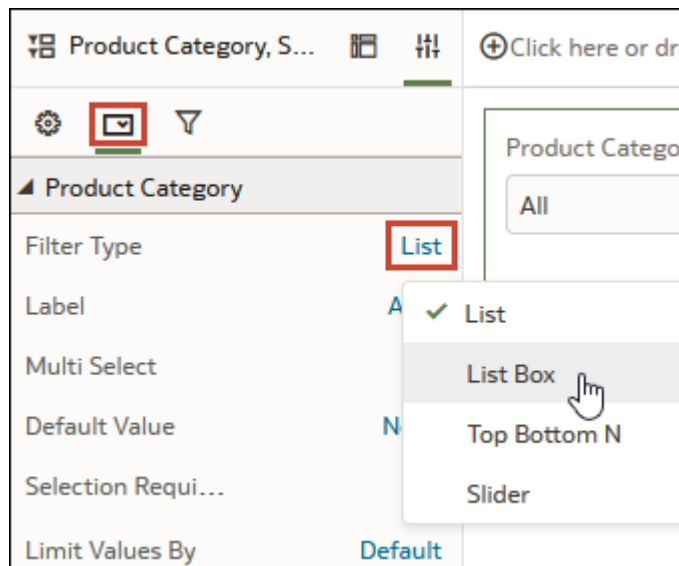 Product Category, S...
Click here or dr
Product Catego
All
Product Category
Filter Type List
Label A
Multi Select
Default Value N
Selection Requi...
Limit Values By Default
List
List Box
Top Bottom N
Slider